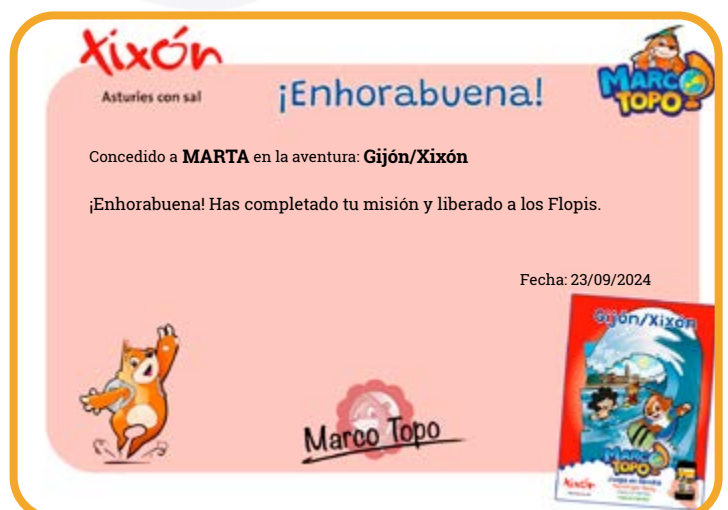 Xixón
Asturies con sal
¡Enhorabuena!
MARCO
TOPO
Concedido a MARTA en la aventura: Gijón/Xixón
¡Enhorabuena! Has completado tu misión y liberado a los Flopis.
Fecha: 23/09/2024
Marco Topo
Gijón/Xixón
MARCO
TOPO
Xixón